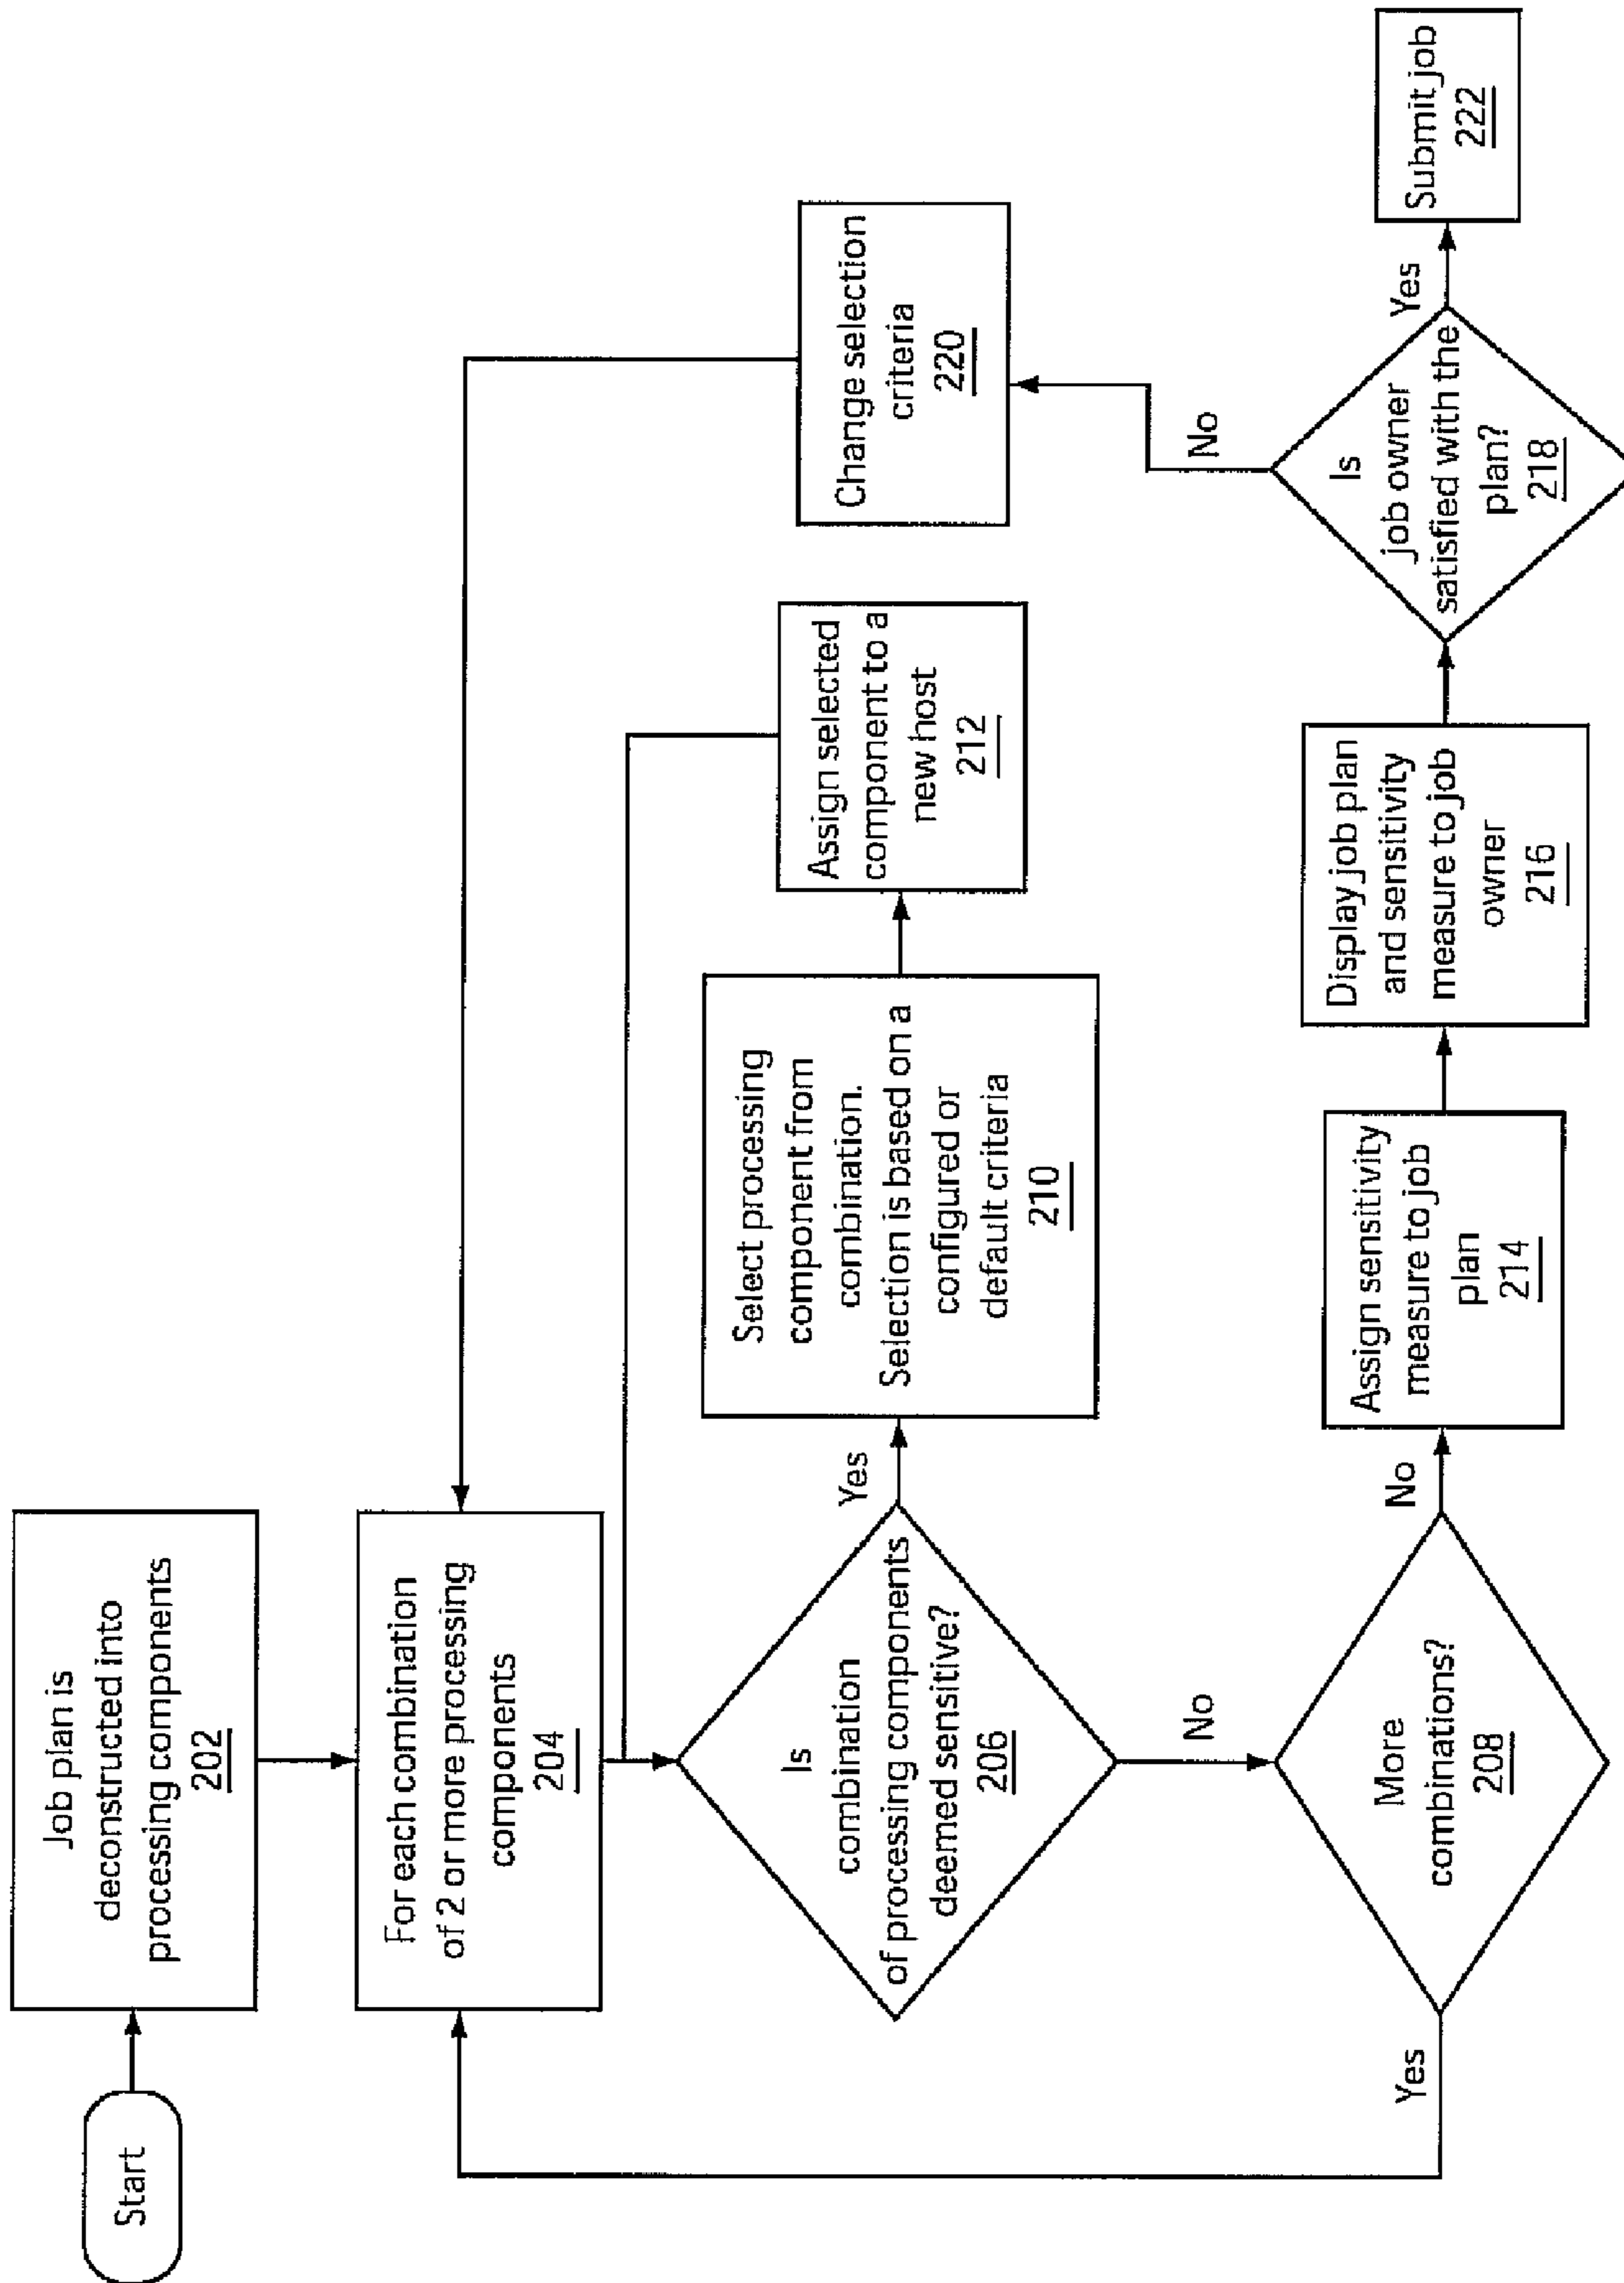 Start
Job plan is
deconstructed into
processing components
202
For each combination
of 2 or more processing
components
204
Is
combination
of processing components
deemed sensitive?
206
Yes
No
Select processing
component from
combination.
Selection is based on a
configured or
default criteria
210
Assign selected
component to a
new host
212
More
combinations?
208
Yes
No
Assign sensitivity
measure to job
plan
214
Display job plan
and sensitivity
measure to job
owner
216
Is
job owner
satisfied with the
plan?
218
No
Yes
Change selection
criteria
220
Submit job
222